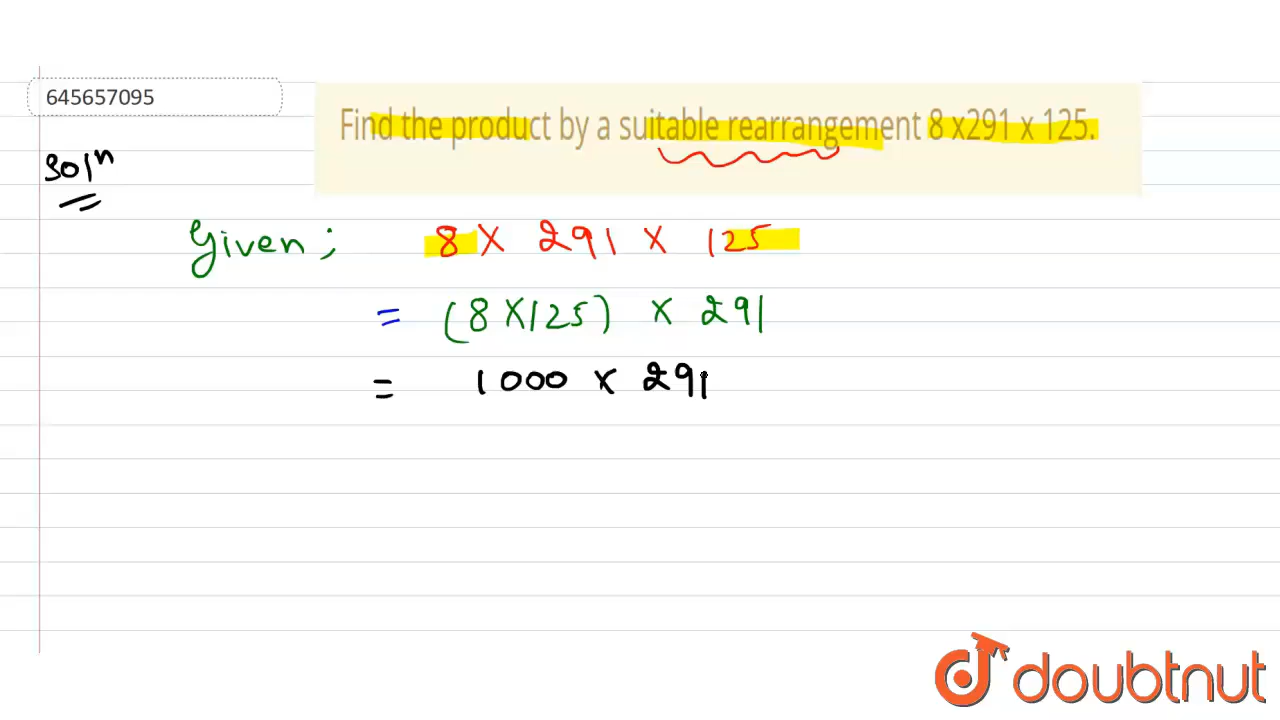 645657095
Find the product by a suitable rearrangement 8 x291 x 125.
Solⁿ
Given; 8 X 291 X 125
= (8 X 125) X 291
= 1000 X 291
doubtnut